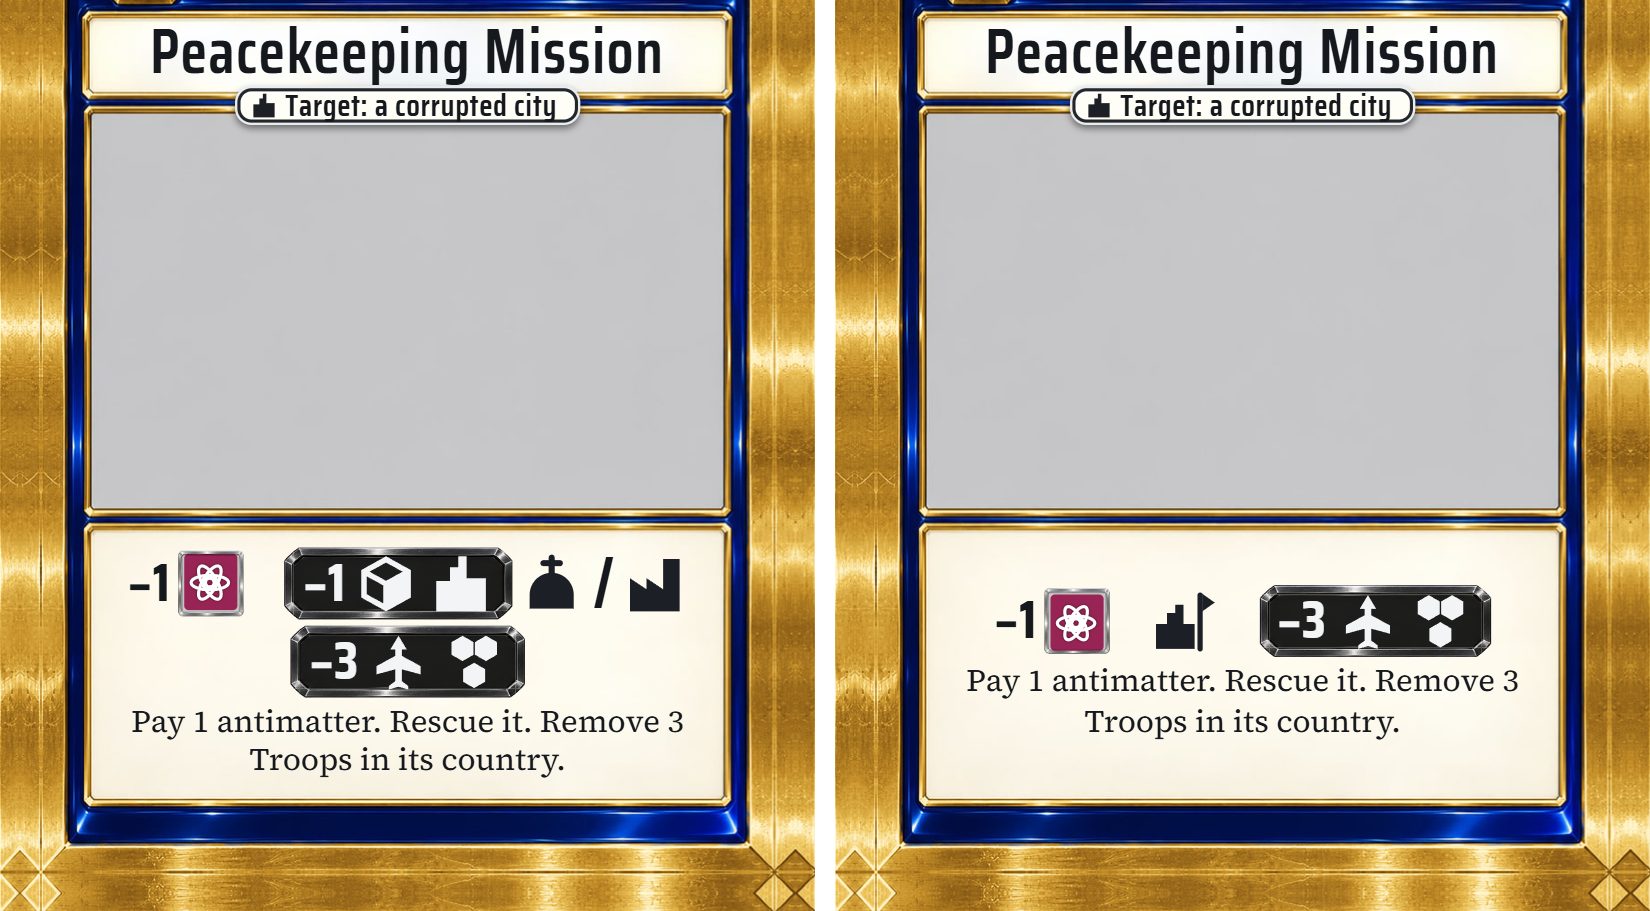 Peacekeeping Mission
Target: a corrupted city
–1 –1 /
–3
Pay 1 antimatter. Rescue it. Remove 3
Troops in its country.
Peacekeeping Mission
Target: a corrupted city
–1 –3
Pay 1 antimatter. Rescue it. Remove 3
Troops in its country.